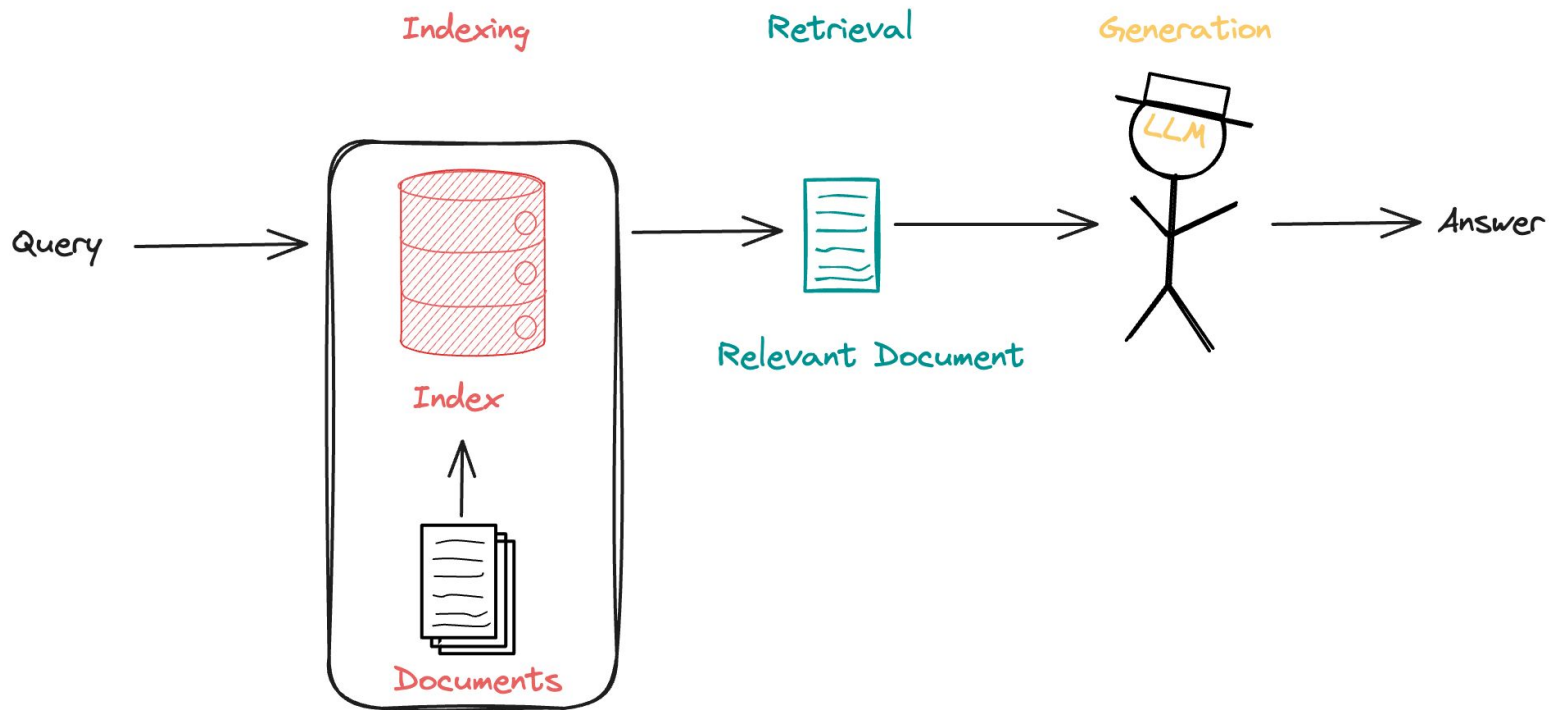 Indexing
Retrieval
Generation
LLM
Query
Answer
Relevant Document
Index
Documents